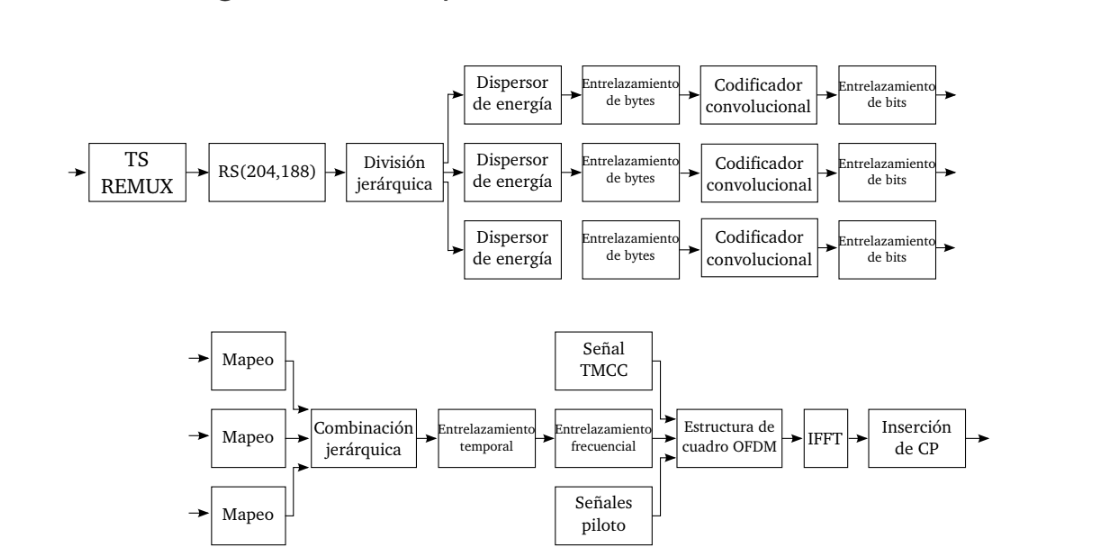 TS
REMUX
RS(204,188)
División
jerárquica
Dispersor
de energía
Entrelazamiento
de bytes
Codificador
convolucional
Entrelazamiento
de bits
Dispersor
de energía
Entrelazamiento
de bytes
Codificador
convolucional
Entrelazamiento
de bits
Dispersor
de energía
Entrelazamiento
de bytes
Codificador
convolucional
Entrelazamiento
de bits
Mapeo
Mapeo
Mapeo
Combinación
jerárquica
Entrelazamiento
temporal
Señal
TMCC
Entrelazamiento
frecuencial
Señales
piloto
Estructura de
cuadro OFDM
IFFT
Inserción
de CP